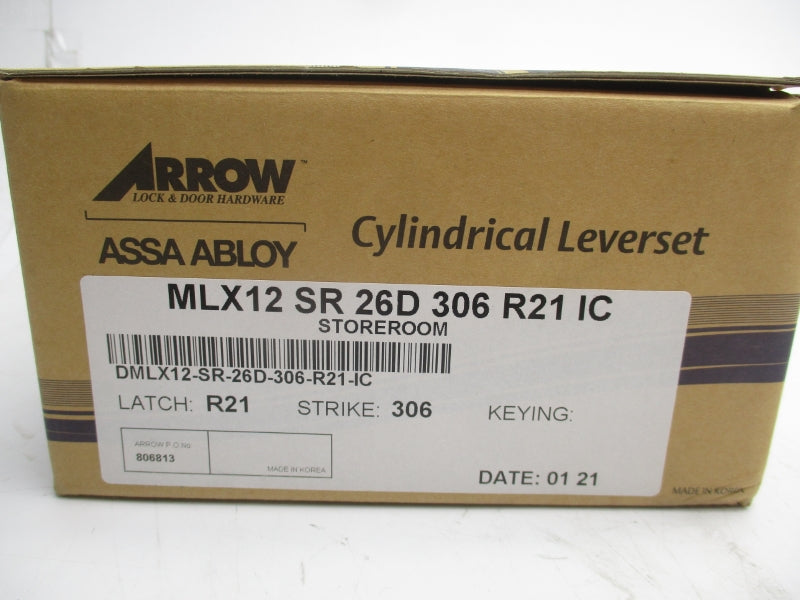 ARROW™
LOCK & DOOR HARDWARE
ASSA ABLOY
Cylindrical Leverset
MLX12 SR 26D 306 R21 IC
STOREROOM
DMLX12-SR-26D-306-R21-IC
LATCH: R21 STRIKE: 306 KEYING:
ARROW P.O.No
806813
MADE IN KOREA
DATE: 01 21
MADE IN KOREA